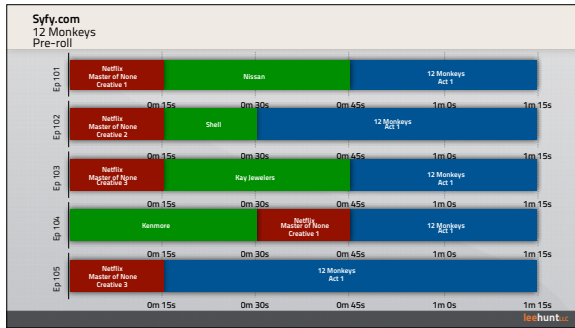 Syfy.com
12 Monkeys
Pre-roll
Ep 101
Netflix
Master of None
Creative 1
Nissan
12 Monkeys
Act 1
0m 15s 0m 30s 0m 45s 1m 0s 1m 15s
Ep 102
Netflix
Master of None
Creative 2
Shell
12 Monkeys
Act 1
0m 15s 0m 30s 0m 45s 1m 0s 1m 15s
Ep 103
Netflix
Master of None
Creative 3
Kay Jewelers
12 Monkeys
Act 1
0m 15s 0m 30s 0m 45s 1m 0s 1m 15s
Ep 104
Kenmore
Netflix
Master of None
Creative 1
12 Monkeys
Act 1
0m 15s 0m 30s 0m 45s 1m 0s 1m 15s
Ep 105
Netflix
Master of None
Creative 3
12 Monkeys
Act 1
0m 15s 0m 30s 0m 45s 1m 0s 1m 15s
leehunt LLC